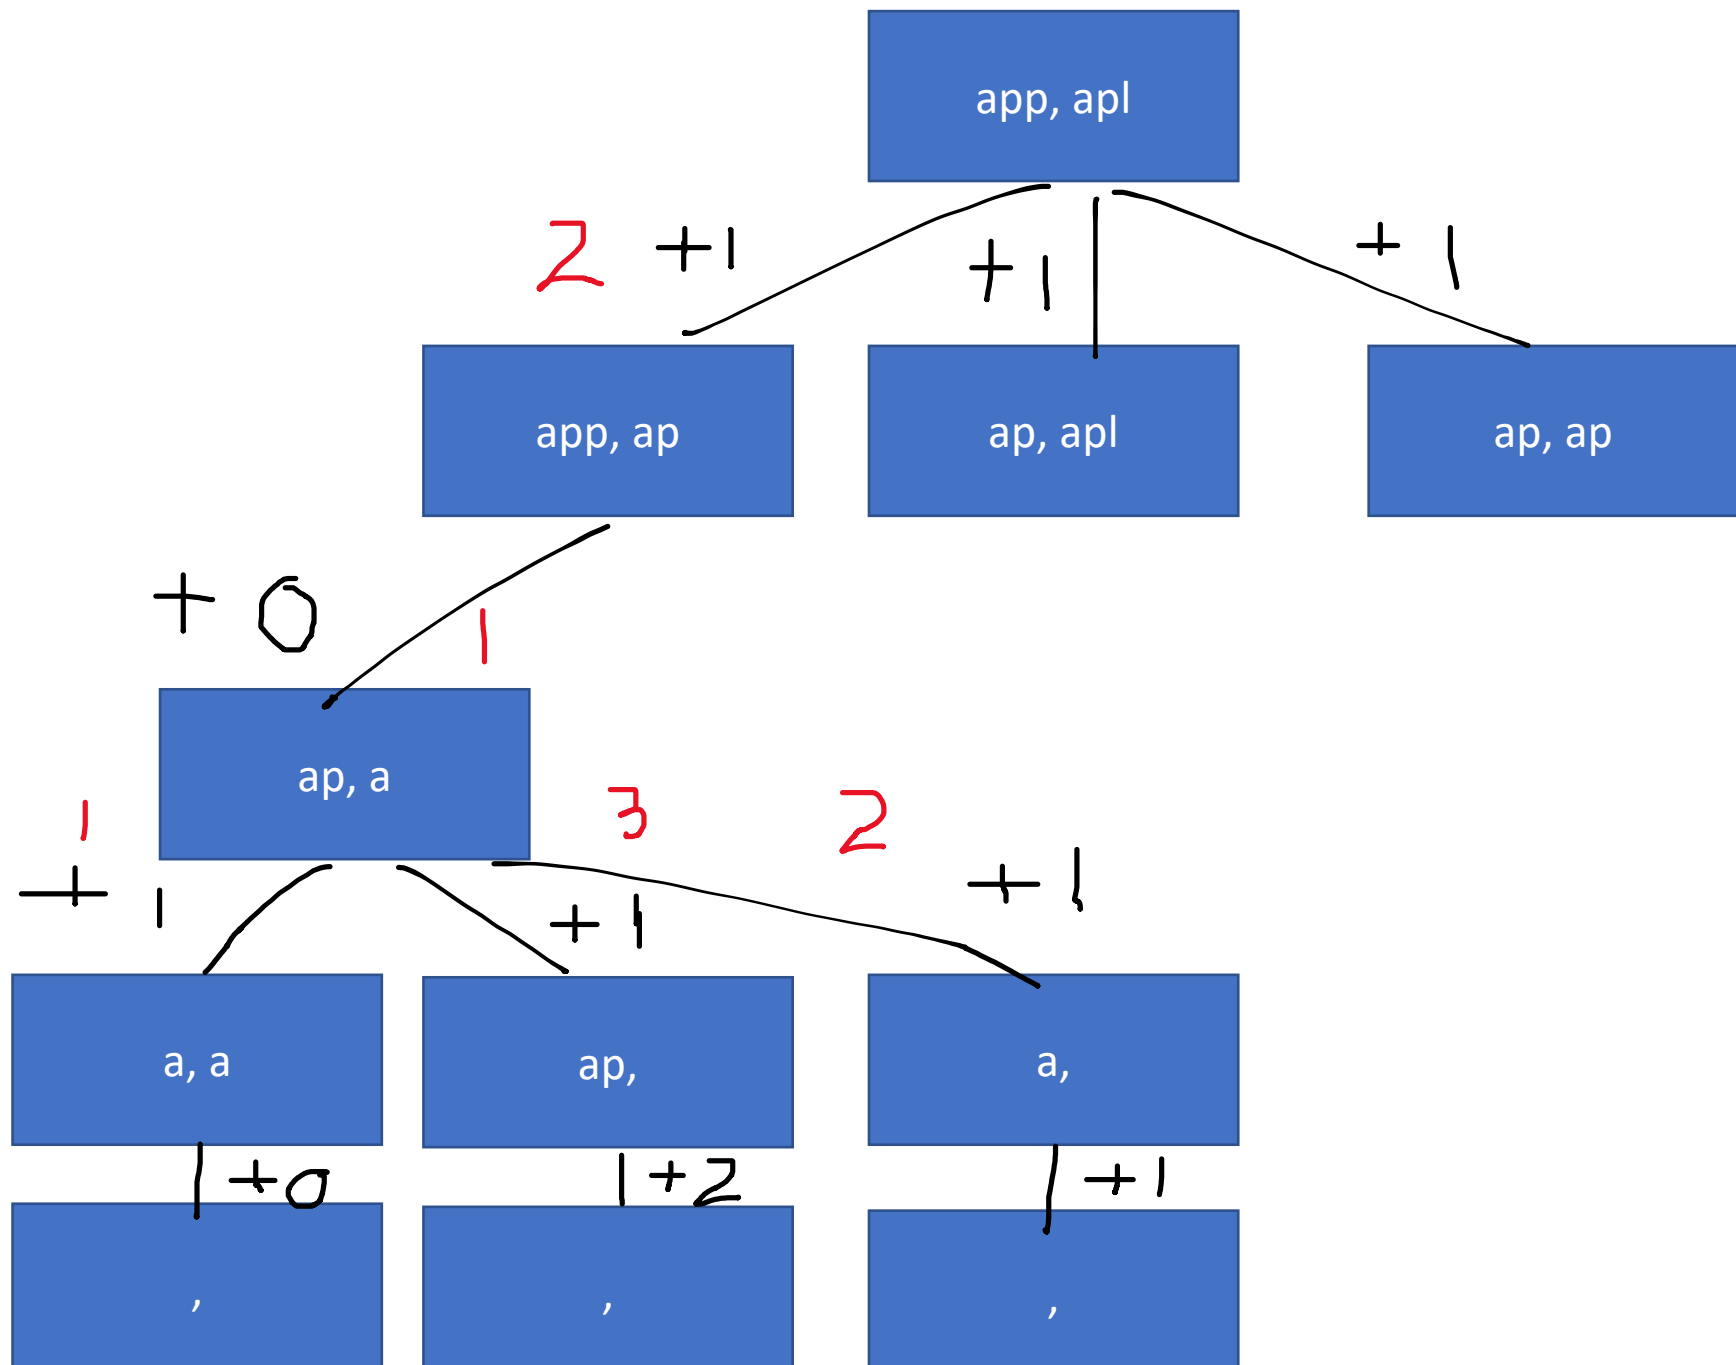 app, apl
2 +1 +1 +1
app, ap ap, apl ap, ap
+ 0 1
ap, a
1 3 2
+ 1 +1 +1
a, a ap, a,
+0 +2 +1
, , ,